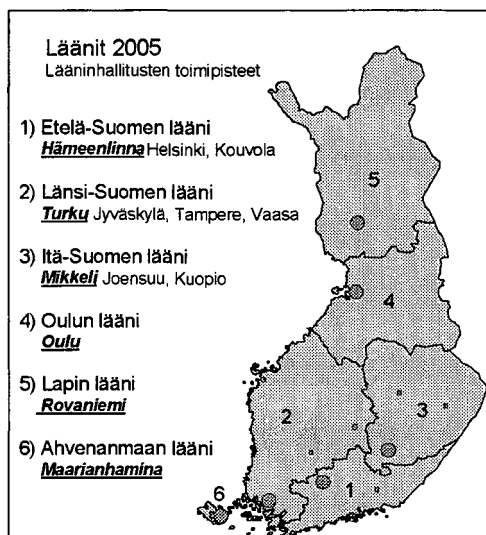 Läänit 2005
Lääninhallitusten toimipisteet
1) Etelä-Suomen lääni
Hämeenlinna Helsinki, Kouvola
2) Länsi-Suomen lääni
Turku Jyväskylä, Tampere, Vaasa
3) Itä-Suomen lääni
Mikkeli Joensuu, Kuopio
4) Oulun lääni
Oulu
5) Lapin lääni
Rovaniemi
6) Ahvenanmaan lääni
Maarianhamina
5
4
2
3
6
1